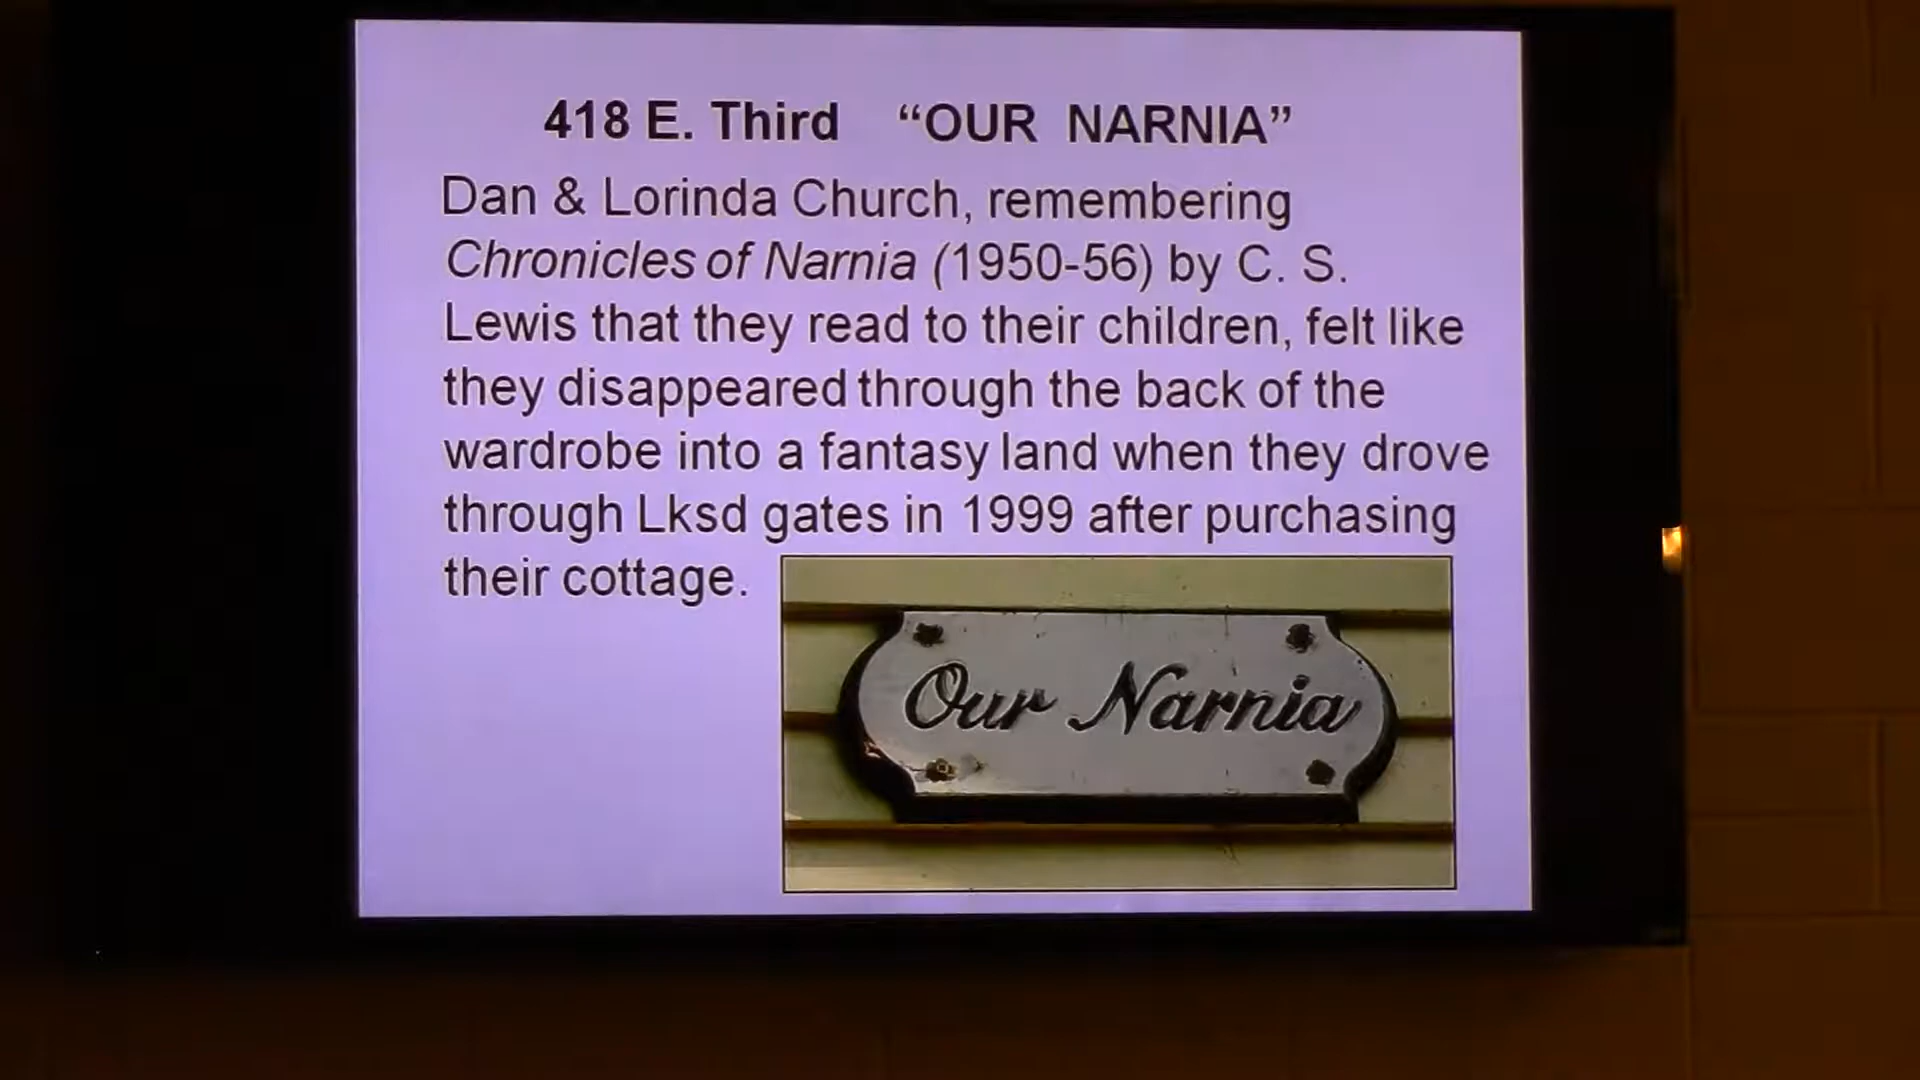 418 E. Third “OUR NARNIA”
Dan & Lorinda Church, remembering
Chronicles of Narnia (1950-56) by C. S.
Lewis that they read to their children, felt like
they disappeared through the back of the
wardrobe into a fantasy land when they drove
through Lksd gates in 1999 after purchasing
their cottage.
Our Narnia